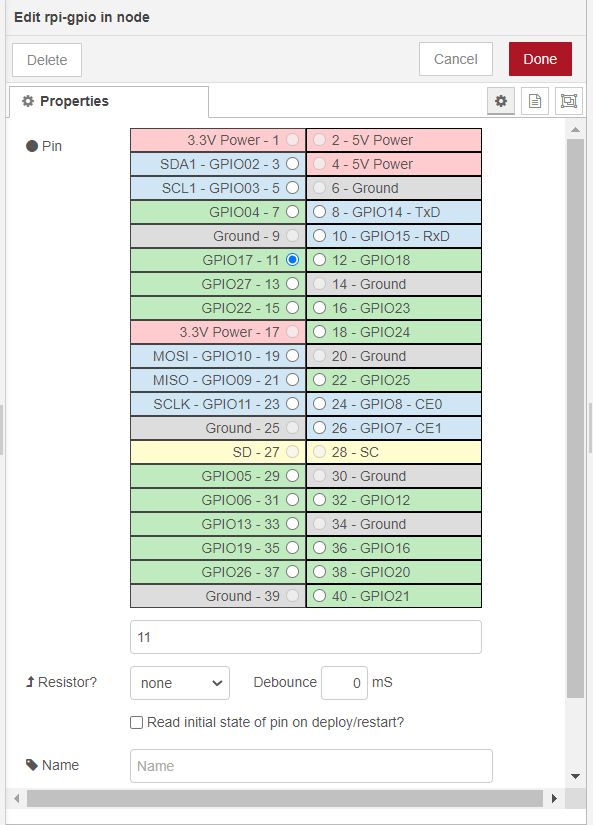 Edit rpi-gpio in node
Delete
Cancel
Done
Properties
Pin
3.3V Power - 1
2 - 5V Power
SDA1 - GPIO02 - 3
4 - 5V Power
SCL1 - GPIO03 - 5
6 - Ground
GPIO04 - 7
8 - GPIO14 - TxD
Ground - 9
10 - GPIO15 - RxD
GPIO17 - 11
12 - GPIO18
GPIO27 - 13
14 - Ground
GPIO22 - 15
16 - GPIO23
3.3V Power - 17
18 - GPIO24
MOSI - GPIO10 - 19
20 - Ground
MISO - GPIO09 - 21
22 - GPIO25
SCLK - GPIO11 - 23
24 - GPIO8 - CE0
Ground - 25
26 - GPIO7 - CE1
SD - 27
28 - SC
GPIO05 - 29
30 - Ground
GPIO06 - 31
32 - GPIO12
GPIO13 - 33
34 - Ground
GPIO19 - 35
36 - GPIO16
GPIO26 - 37
38 - GPIO20
Ground - 39
40 - GPIO21
11
Resistor?
none
Debounce
0
mS
Read initial state of pin on deploy/restart?
Name
Name